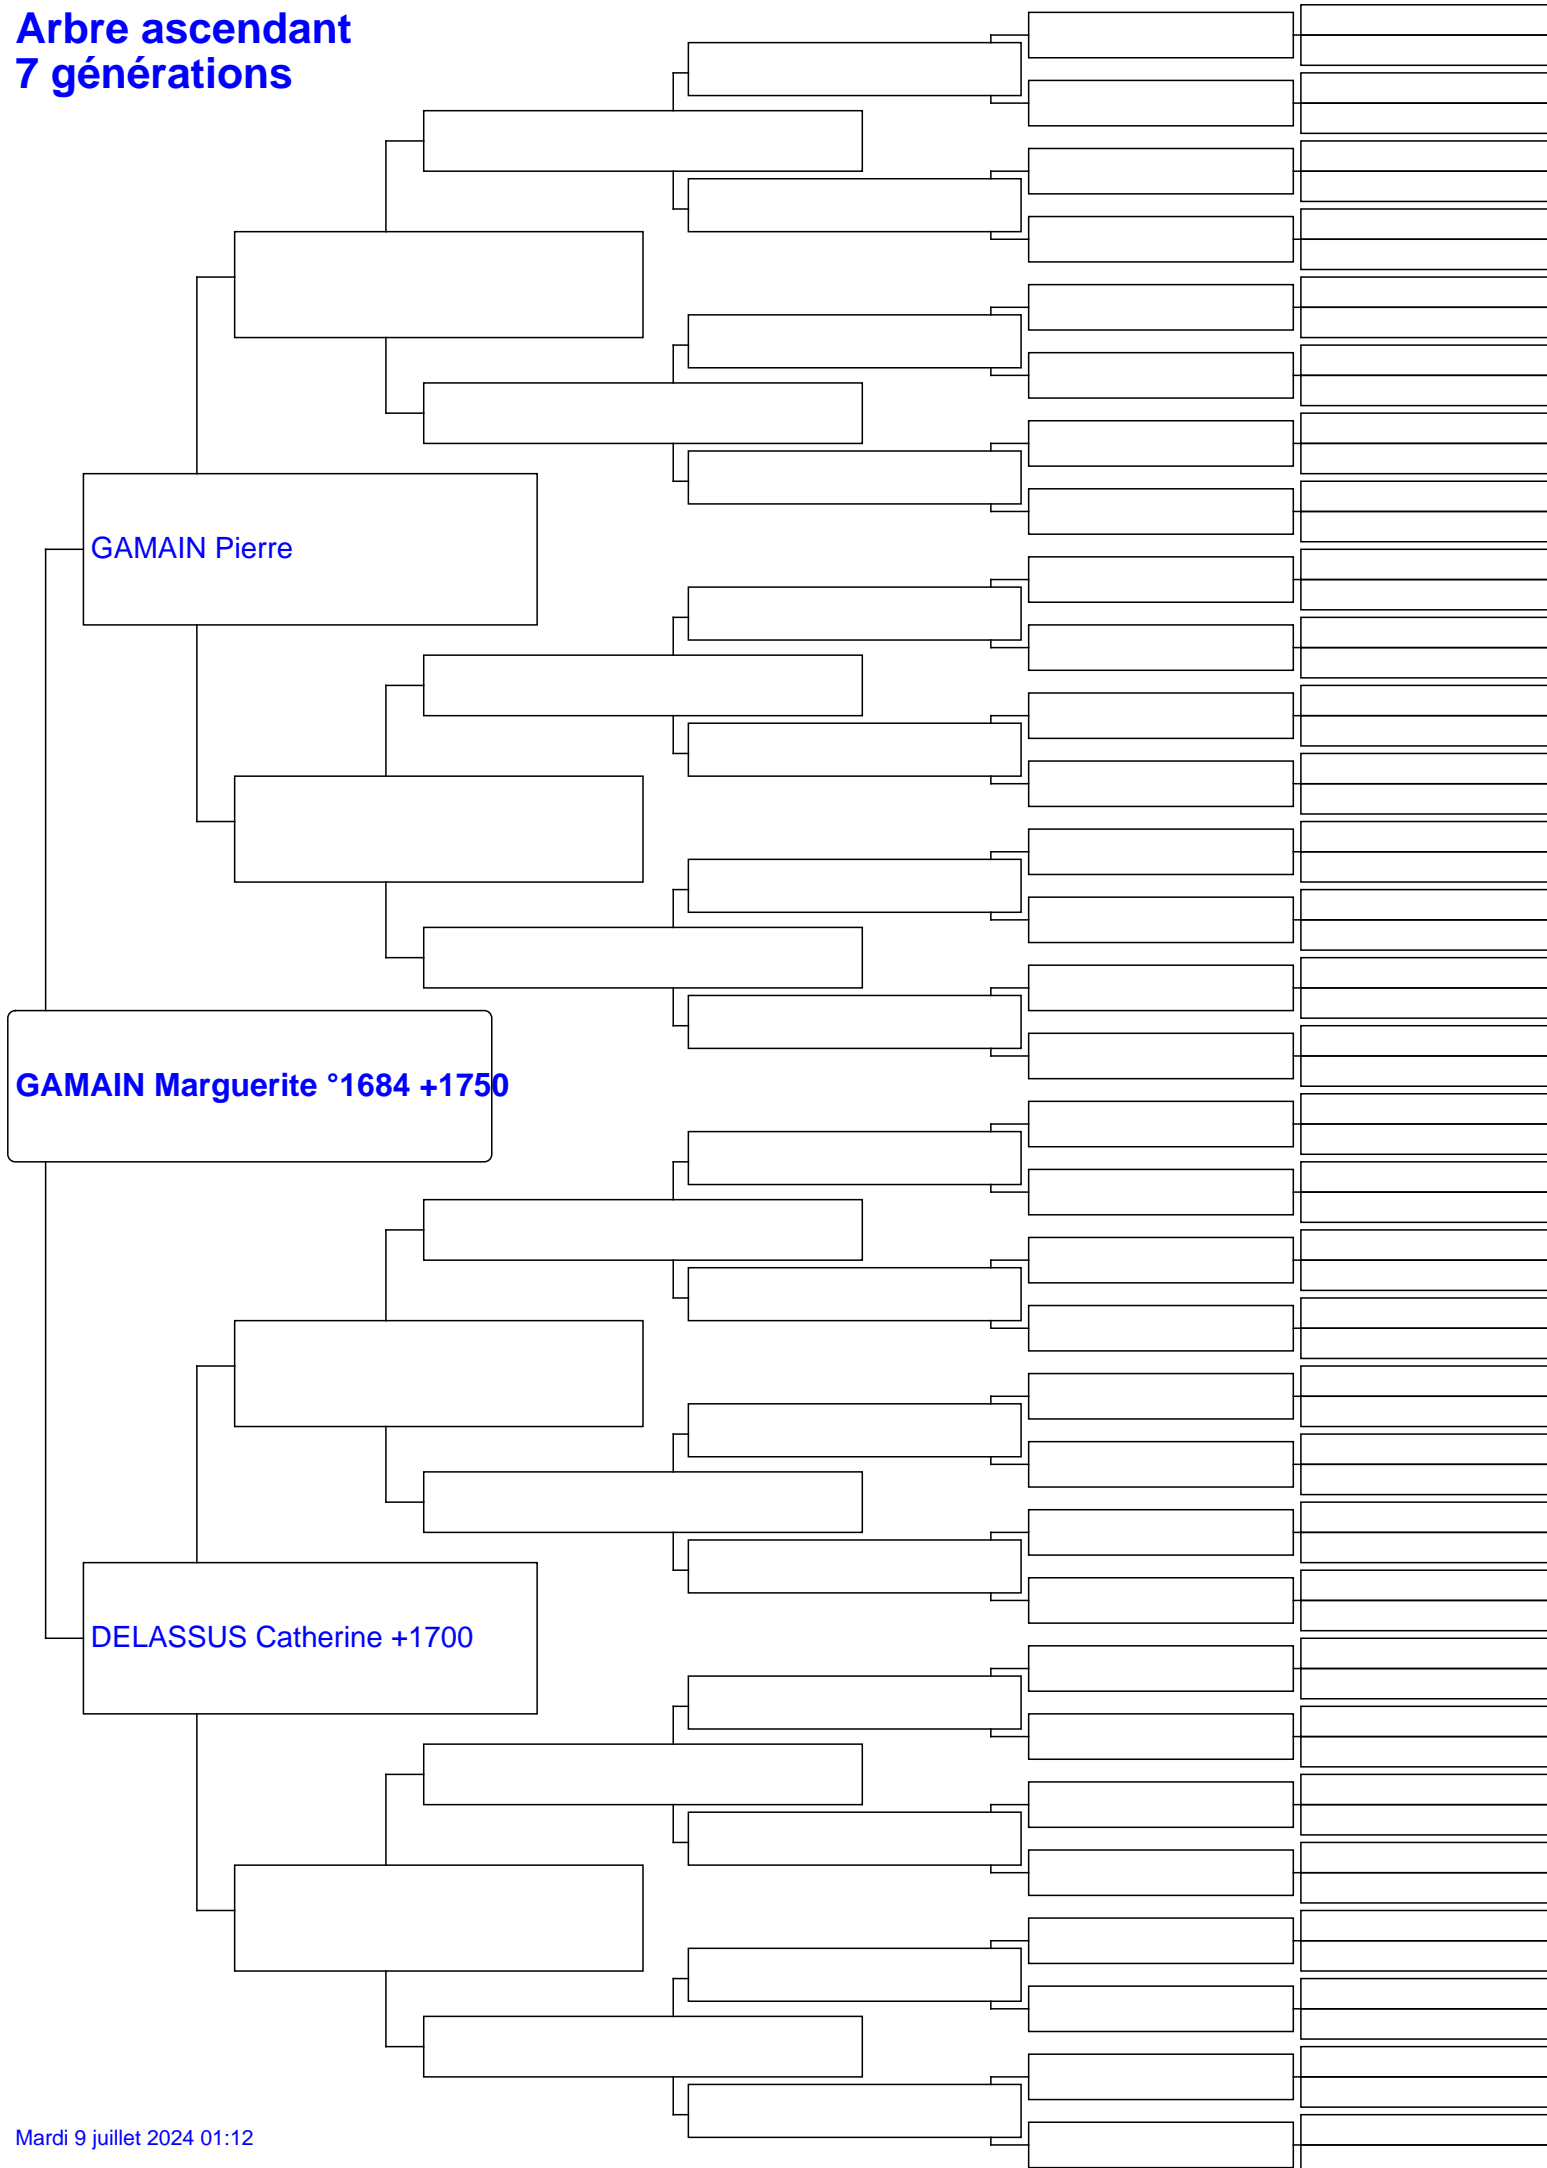 Arbre ascendant
7 générations
GAMAIN Pierre
GAMAIN Marguerite °1684 +1750
DELASSUS Catherine +1700
Mardi 9 juillet 2024 01:12